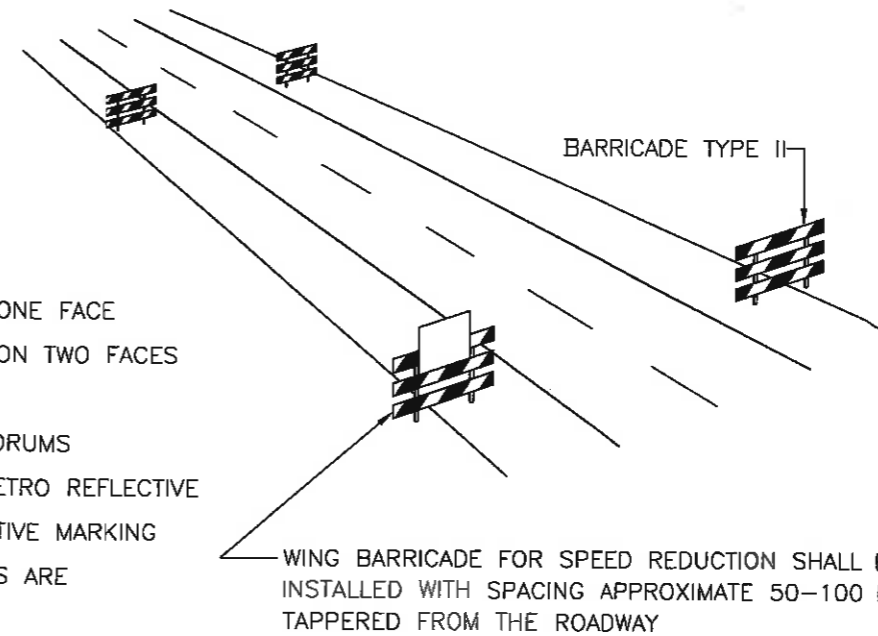 BARRICADE TYPE II
ONE FACE
ON TWO FACES
DRUMS
ETRO REFLECTIVE
TIVE MARKING
S ARE
WING BARRICADE FOR SPEED REDUCTION SHALL
INSTALLED WITH SPACING APPROXIMATE 50-100
TAPPERED FROM THE ROADWAY